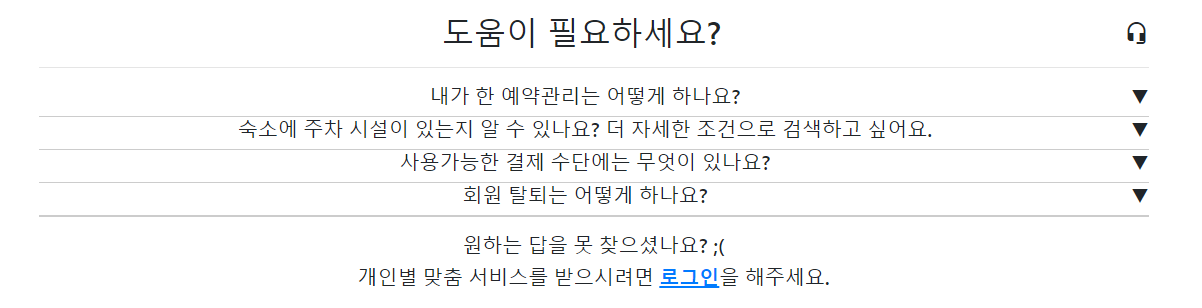 도움이 필요하세요?
내가 한 예약관리는 어떻게 하나요? ▼
숙소에 주차 시설이 있는지 알 수 있나요? 더 자세한 조건으로 검색하고 싶어요. ▼
사용가능한 결제 수단에는 무엇이 있나요? ▼
회원 탈퇴는 어떻게 하나요? ▼
원하는 답을 못 찾으셨나요? ;(
개인별 맞춤 서비스를 받으시려면 로그인을 해주세요.